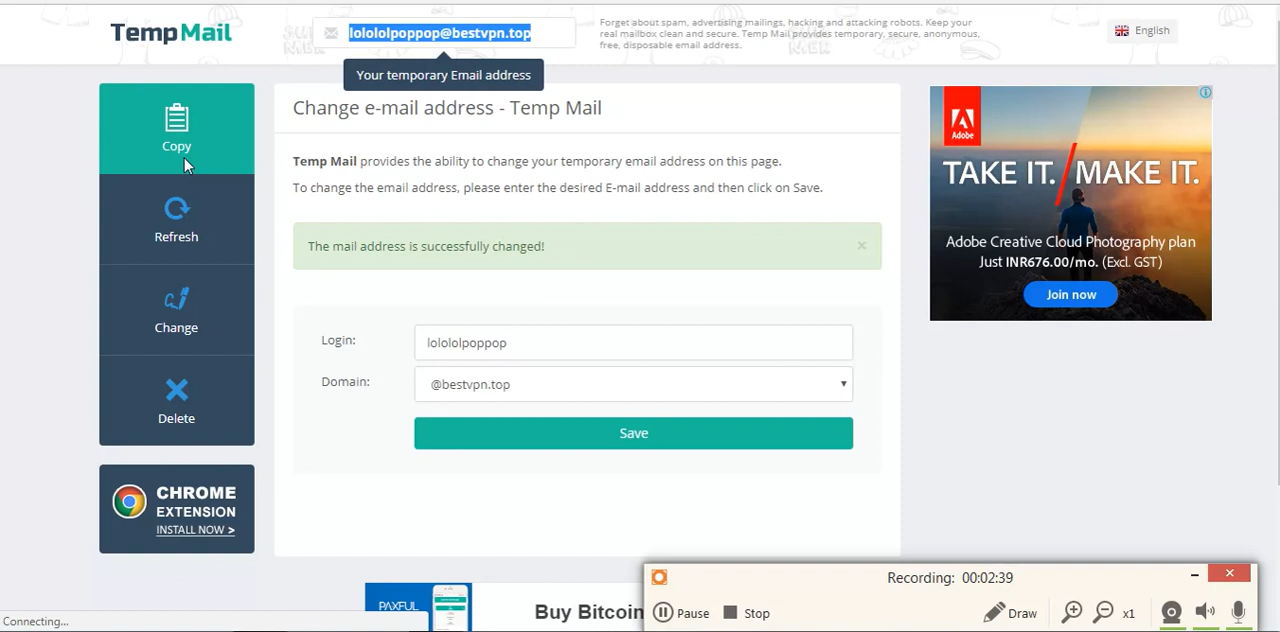 TempMail
lolololpoppop@bestvpn.top
Forget about spam, advertising mailings, hacking and attacking robots. Keep your
real mailbox clean and secure. Temp Mail provides temporary, secure, anonymous,
free, disposable email address.
English
Your temporary Email address
Copy
Refresh
Change
Delete
CHROME
EXTENSION
INSTALL NOW >
Change e-mail address - Temp Mail
Temp Mail provides the ability to change your temporary email address on this page.
To change the email address, please enter the desired E-mail address and then click on Save.
The mail address is successfully changed!
×
Login:
lolololpoppop
Domain:
@bestvpn.top
Save
Adobe
TAKE IT. / MAKE IT.
Adobe Creative Cloud Photography plan
Just INR676.00/mo. (Excl. GST)
Join now
PAXFUL
Buy Bitcoin
Recording: 00:02:39
Pause
Stop
Draw
x1
Connecting...